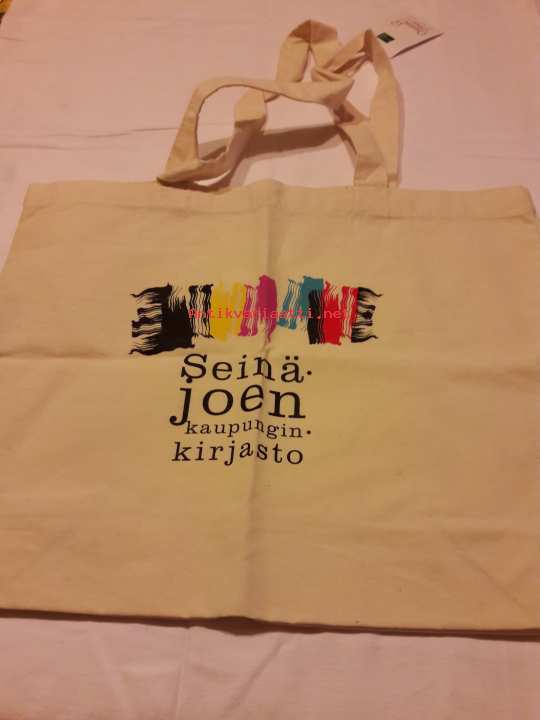 Antikvariaatti.net
Seinä·
joen
kaupungin·
kirjasto